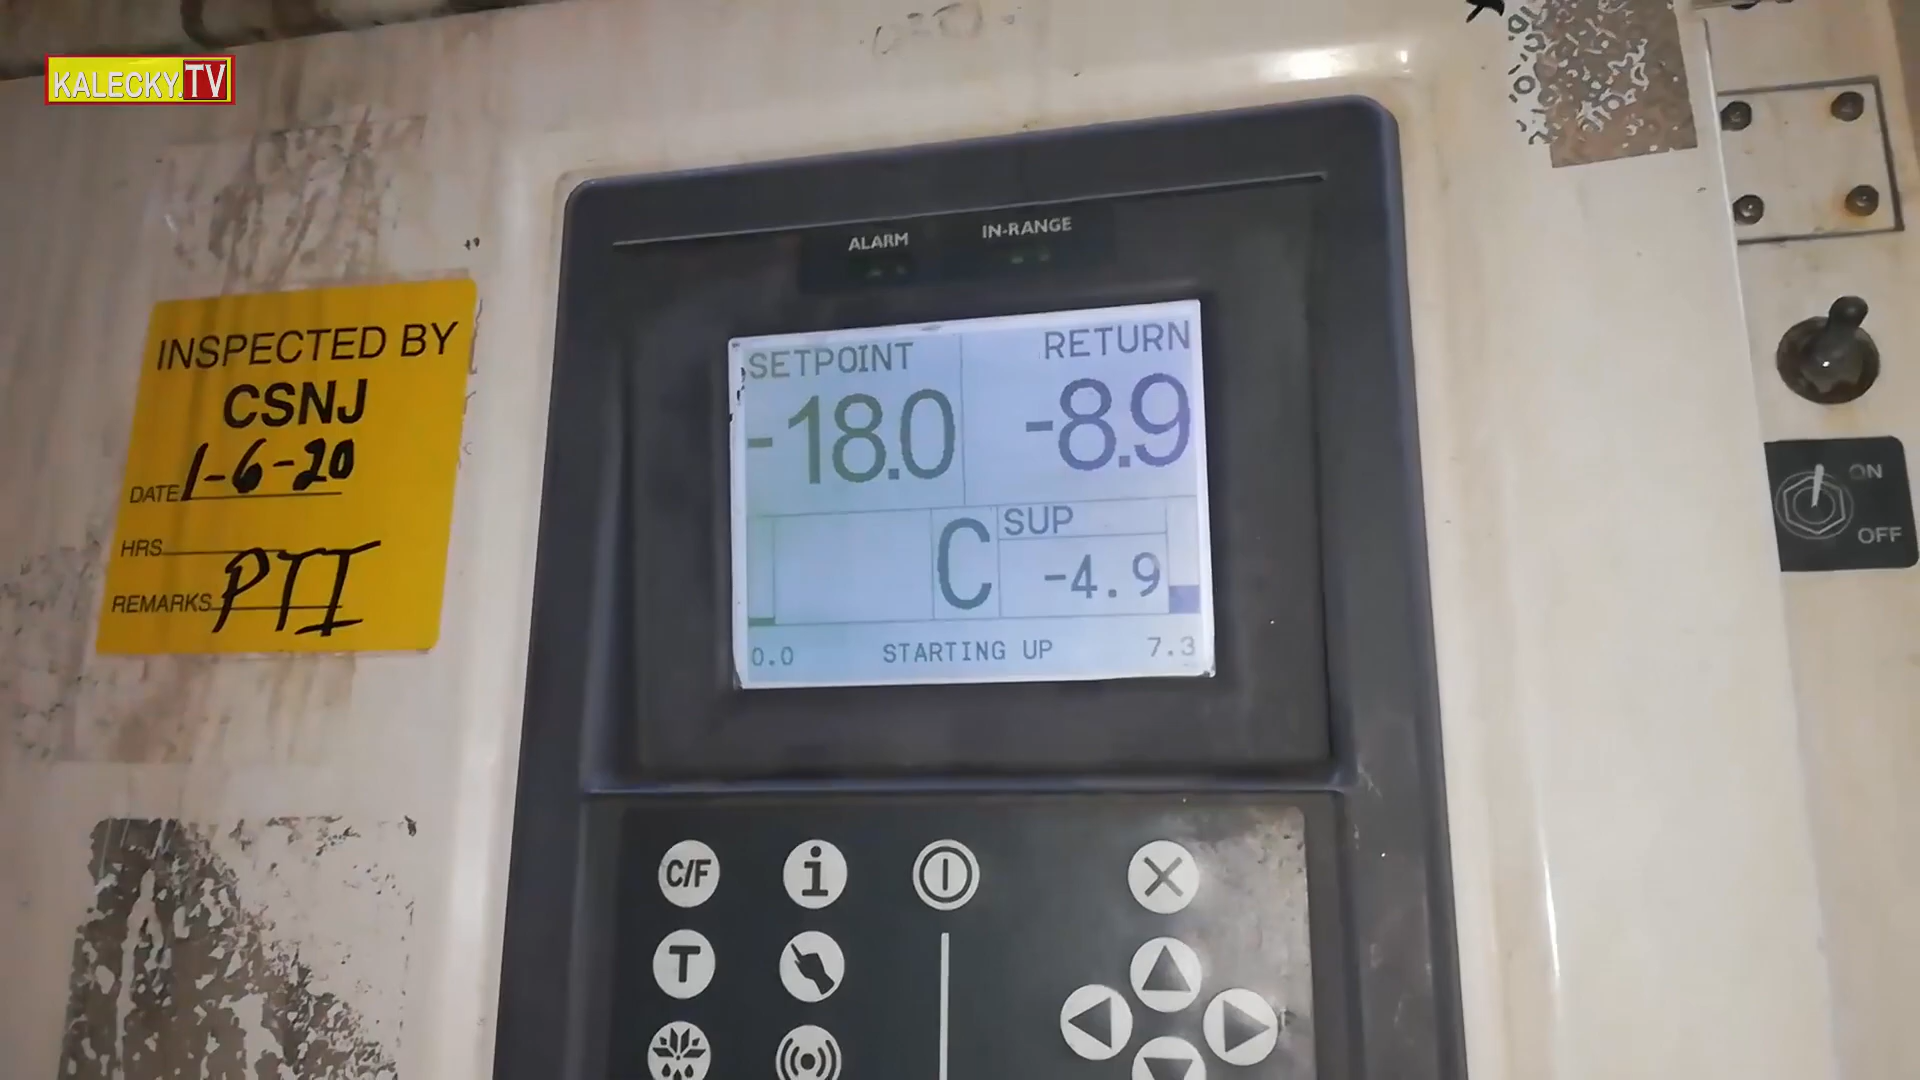 KALECKY.TV
ALARM
IN-RANGE
INSPECTED BY
CSNJ
DATE 1-6-20
HRS
REMARKS PTI
SETPOINT
-18.0
RETURN
-8.9
C
SUP
-4.9
0.0
STARTING UP
7.3
ON
OFF
C/F
i
T